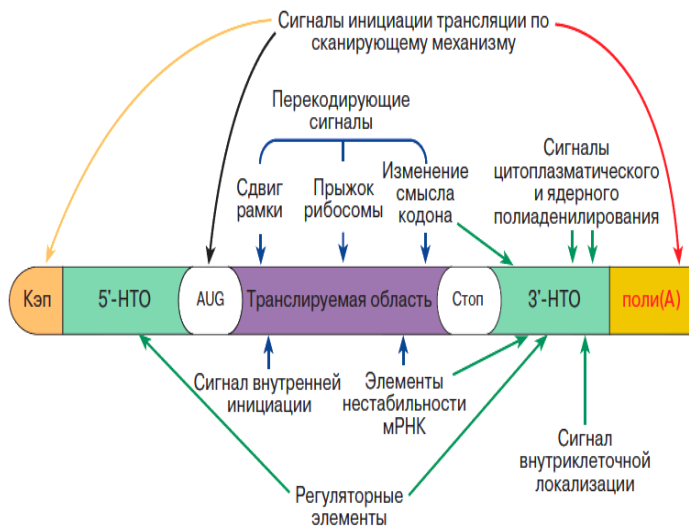 Сигналы инициации трансляции по
сканирующему механизму
Перекодирующие
сигналы
Сдвиг
рамки
Прыжок
рибосомы
Изменение
смысла
кодона
Сигналы
цитоплазматического
и ядерного
полиаденилирования
Кэп
5'-НТО
AUG
Транслируемая область
Стоп
3'-НТО
поли(А)
Сигнал внутренней
инициации
Элементы
нестабильности
мРНК
Сигнал
внутриклеточной
локализации
Регуляторные
элементы